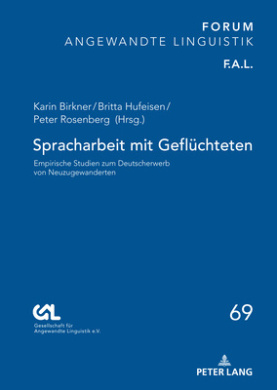 FORUM
ANGEWANDTE LINGUISTIK
F.A.L.
Karin Birkner/Britta Hufeisen/
Peter Rosenberg (Hrsg.)
Spracharbeit mit Geflüchteten
Empirische Studien zum Deutscherwerb
von Neuzugewanderten
GAL
Gesellschaft für
Angewandte Linguistik e.V.
69
PETER LANG